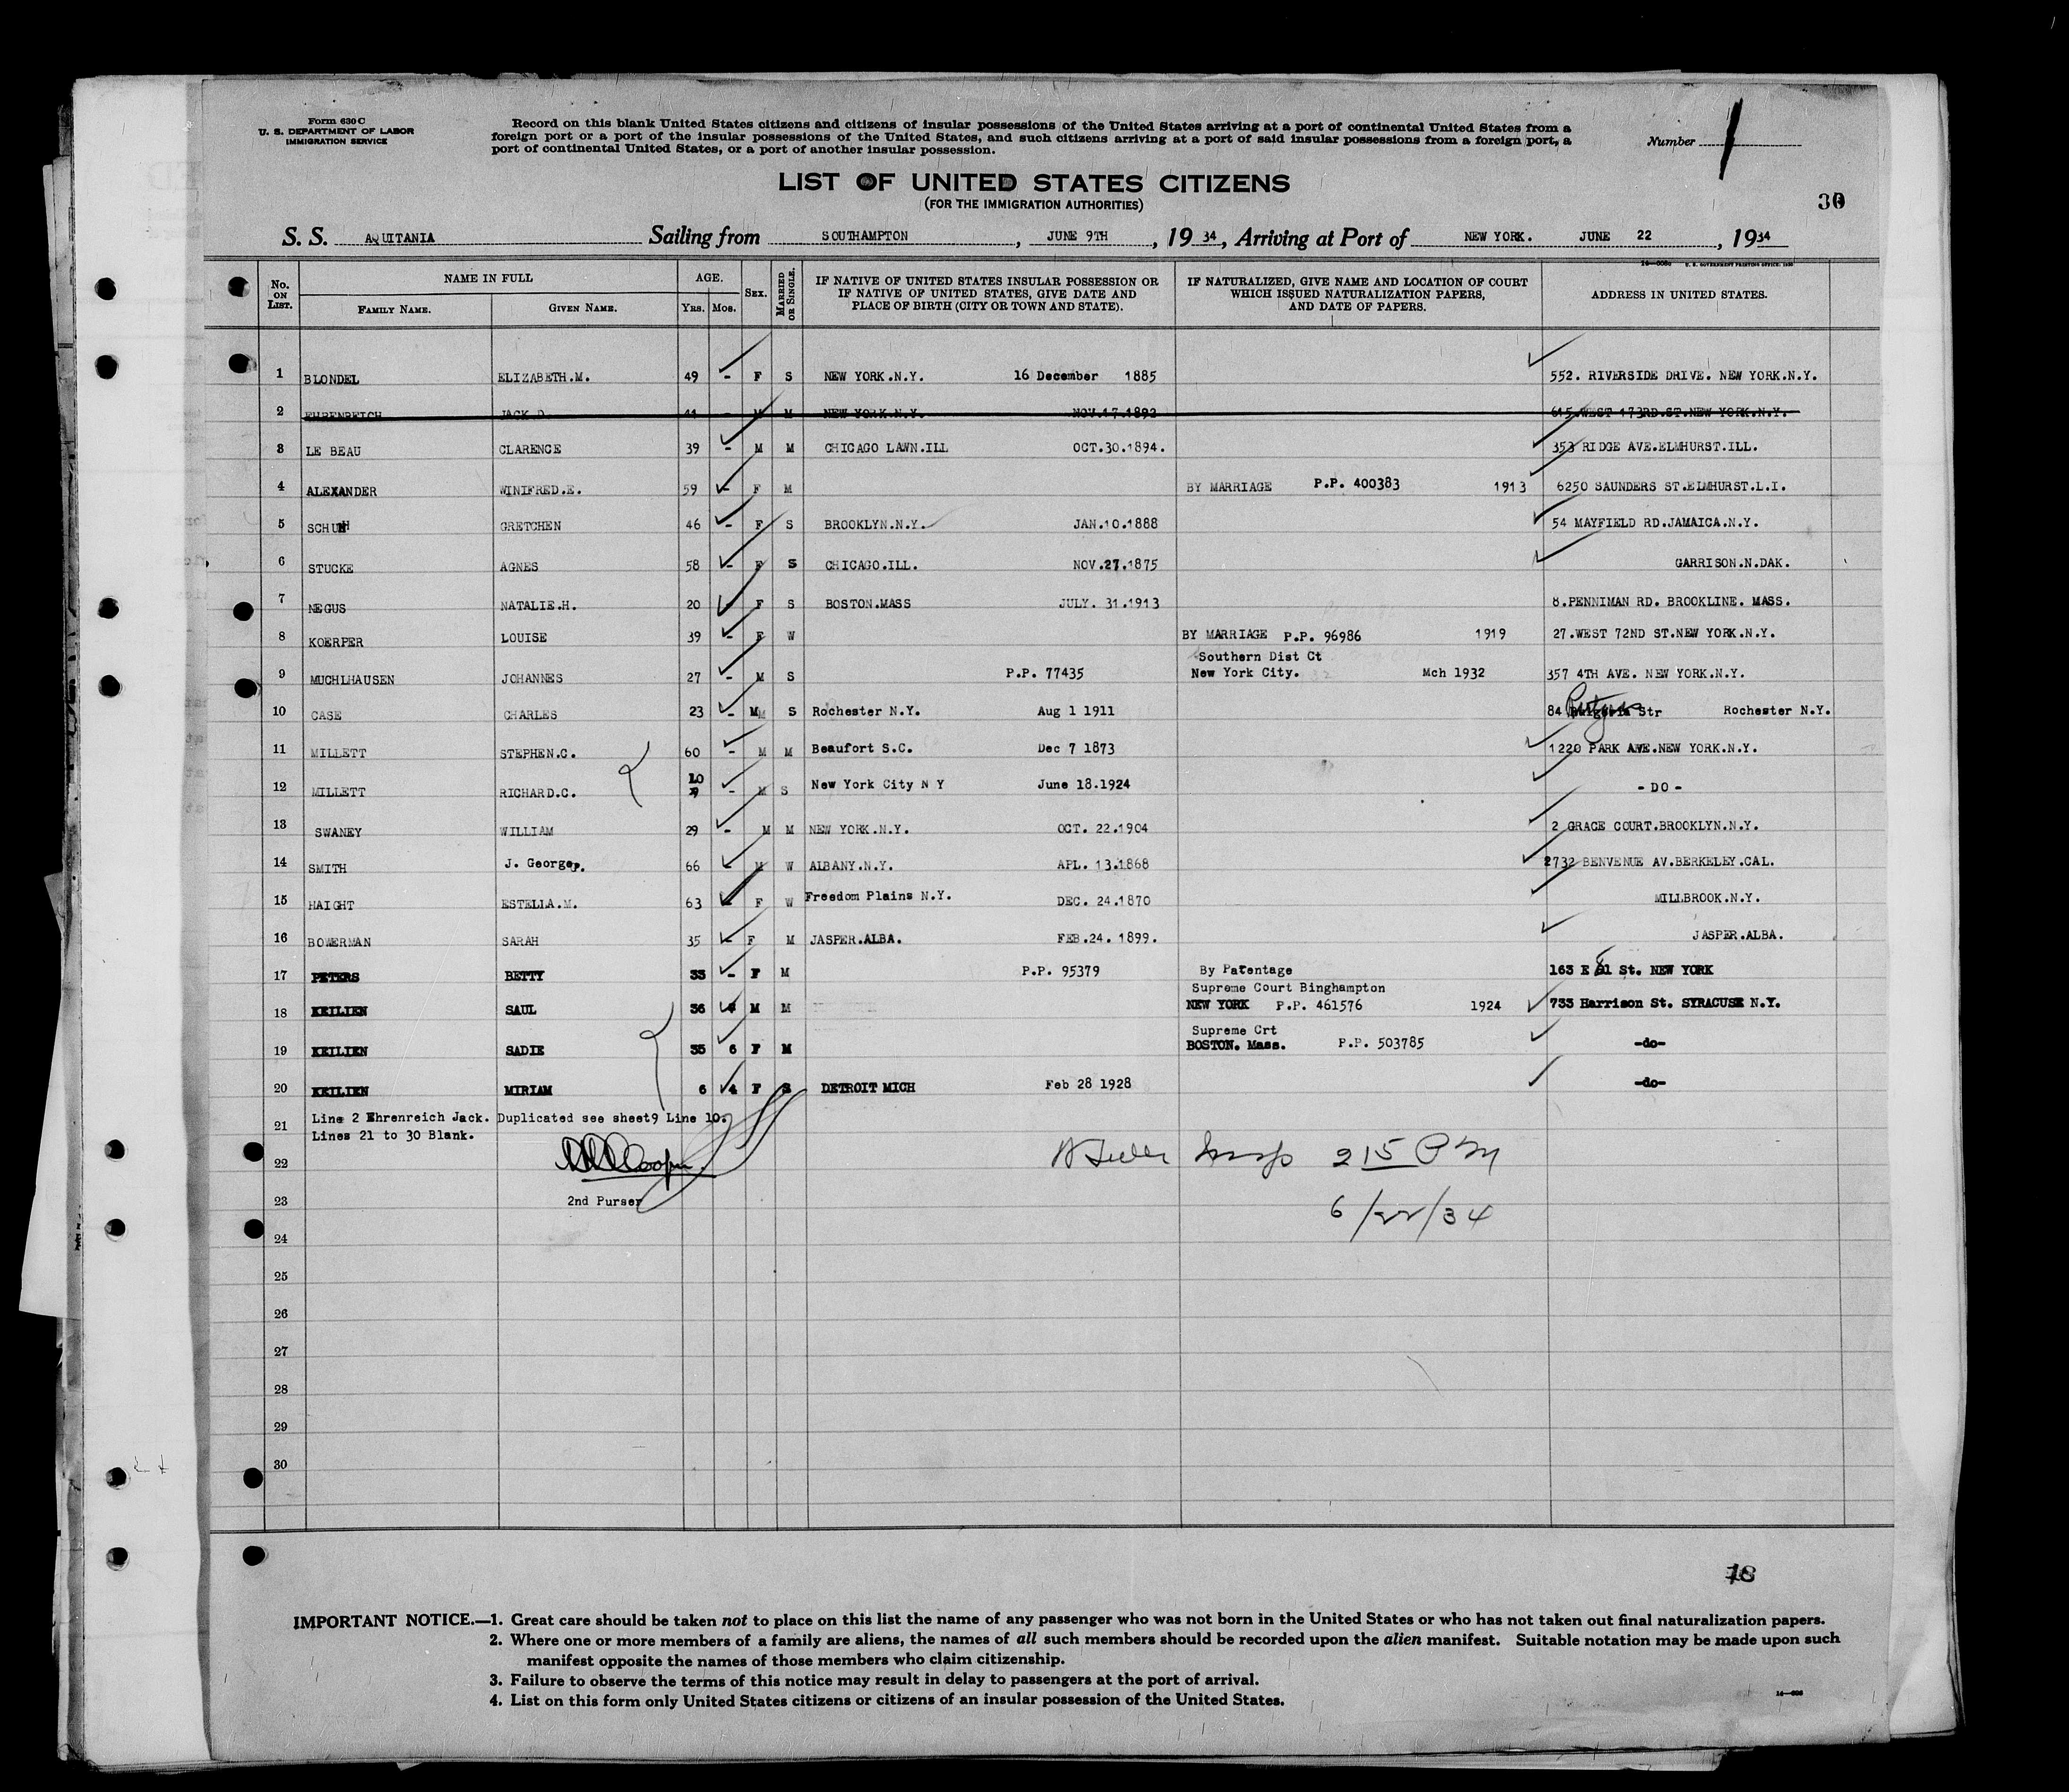 Form 630 C
U. S. DEPARTMENT OF LABOR
IMMIGRATION SERVICE
Record on this blank United States citizens and citizens of insular possessions of the United States arriving at a port of continental United States from a
foreign port or a port of the insular possessions of the United States, and such citizens arriving at a port of said insular possessions from a foreign port, a
port of continental United States, or a port of another insular possession.
Number
LIST OF UNITED STATES CITIZENS
(FOR THE IMMIGRATION AUTHORITIES)
30
S. S. AQUITANIA Sailing from SOUTHAMPTON, JUNE 9TH, 19 34, Arriving at Port of NEW YORK. JUNE 22, 19 34
No. ON LIST. NAME IN FULL FAMILY NAME. GIVEN NAME. AGE. YRS. MOS. SEX. MARRIED OR SINGLE. IF NATIVE OF UNITED STATES INSULAR POSSESSION OR IF NATIVE OF UNITED STATES, GIVE DATE AND PLACE OF BIRTH (CITY OR TOWN AND STATE). IF NATURALIZED, GIVE NAME AND LOCATION OF COURT WHICH ISSUED NATURALIZATION PAPERS, AND DATE OF PAPERS. ADDRESS IN UNITED STATES.
1 BLONDEL ELIZABETH.M. 49 - F S NEW YORK.N.Y. 16 December 1885 552. RIVERSIDE DRIVE. NEW YORK.N.Y.
2 EHRENREICH JACK D. 41 - M M NEW YORK.N.Y. NOV.17.1892 615.WEST 173RD.ST.NEW YORK.N.Y.
3 LE BEAU CLARENCE 39 - M M CHICAGO LAWN.ILL OCT.30.1894. 353 RIDGE AVE.ELMHURST.ILL.
4 ALEXANDER WINIFRED.E. 59 - F M BY MARRIAGE P.P. 400383 1913 6250 SAUNDERS ST.ELMHURST.L.I.
5 GRETCHEN 46 - F S BROOKLYN.N.Y. JAN.10.1888 54 MAYFIELD RD.JAMAICA.N.Y.
6 STUCKE AGNES 58 - F S CHICAGO.ILL. NOV.27.1875 GARRISON.N.DAK.
7 NEGUS NATALIE.H. 20 F S BOSTON.MASS JULY. 31.1913 8.PENNIMAN RD. BROOKLINE. MASS.
8 KOERPER LOUISE 39 - F W BY MARRIAGE P.P. 96986 1919 27.WEST 72ND ST.NEW YORK.N.Y.
Southern Dist Ct
9 MUCHLHAUSEN JOHANNES 27 - M S P.P. 77435 New York City. Mch 1932 357 4TH AVE. NEW YORK.N.Y.
10 CASE CHARLES 23 - M S Rochester N.Y. Aug 1 1911 84 Str Rochester N.Y.
11 MILLETT STEPHEN.C. 60 - M M Beaufort S.C. Dec 7 1873 1220 PARK AVE.NEW YORK.N.Y.
12 MILLETT RICHARD.C. 10 9 - M S New York City N Y June 18.1924 - DO -
13 SWANEY WILLIAM 29 - M M NEW YORK.N.Y. OCT. 22.1904 2 GRACE COURT.BROOKLYN.N.Y.
14 SMITH J. George 66 - M W ALBANY.N.Y. APL. 13.1868 2732 BENVENUE AV.BERKELEY.CAL.
15 HAIGHT ESTELLA.M. 63 - F W Freedom Plains N.Y. DEC. 24.1870 MILLBROOK.N.Y.
16 BOWERMAN SARAH 35 - F M JASPER.ALBA. FEB.24. 1899. JASPER.ALBA.
17 PETERS BETTY 33 - F M P.P. 95379 By Parentage 163 E 61 St. NEW YORK
Supreme Court Binghampton
18 KEILIEN SAUL 36 M M NEW YORK P.P. 461576 1924 733 Harrison St. SYRACUSE N.Y.
Supreme Crt
19 KEILIEN SADIE 35 6 F M BOSTON. Mass. P.P. 503785 -do-
20 KEILIEN MIRIAM 6 4 F S DETROIT MICH Feb 28 1928 -do-
Line 2 Ehrenreich Jack. Duplicated see sheet9 Line 10.
21 Lines 21 to 30 Blank.
22 Insp 2 15 PM
23 2nd Purser
6/22/34
24
25
26
27
28
29
30
18
IMPORTANT NOTICE.—1. Great care should be taken not to place on this list the name of any passenger who was not born in the United States or who has not taken out final naturalization papers.
2. Where one or more members of a family are aliens, the names of all such members should be recorded upon the alien manifest. Suitable notation may be made upon such
manifest opposite the names of those members who claim citizenship.
3. Failure to observe the terms of this notice may result in delay to passengers at the port of arrival.
4. List on this form only United States citizens or citizens of an insular possession of the United States.